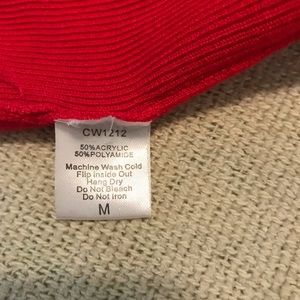 CW1212
50%ACRYLIC
50%POLYAMIDE
Machine Wash Cold
Flip inside Out
Hang Dry
Do Not Bleach
Do Not Iron
M